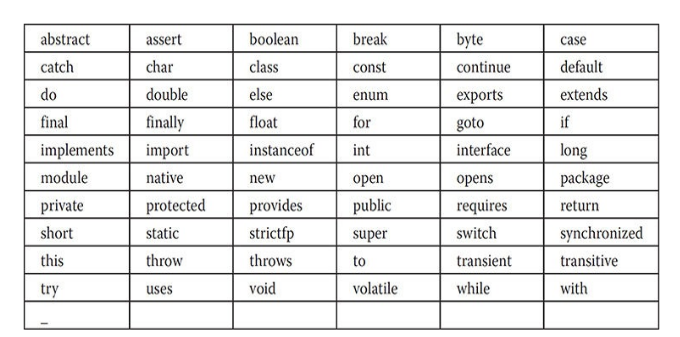 abstract assert boolean break byte case
catch char class const continue default
do double else enum exports extends
final finally float for goto if
implements import instanceof int interface long
module native new open opens package
private protected provides public requires return
short static strictfp super switch synchronized
this throw throws to transient transitive
try uses void volatile while with
_